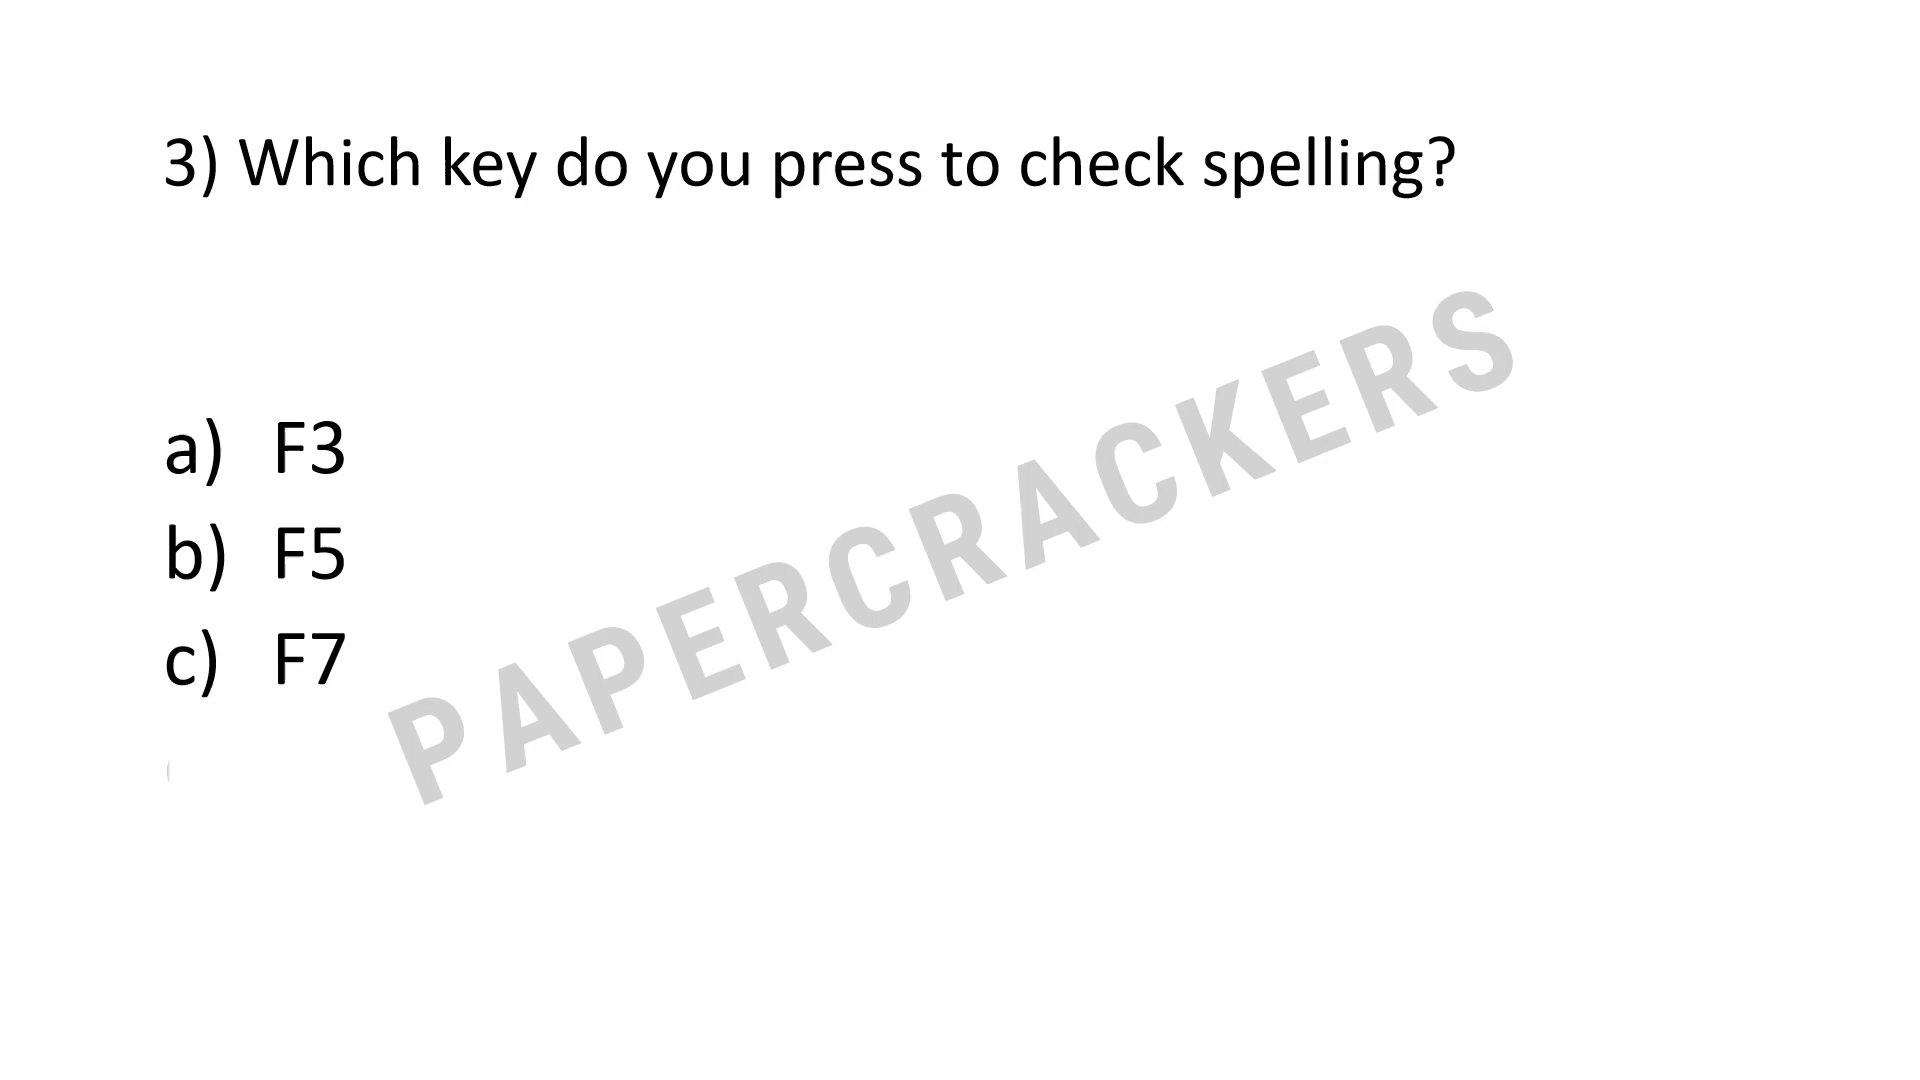 3) Which key do you press to check spelling?
a) F3
b) F5
c) F7
PAPERCRACKERS